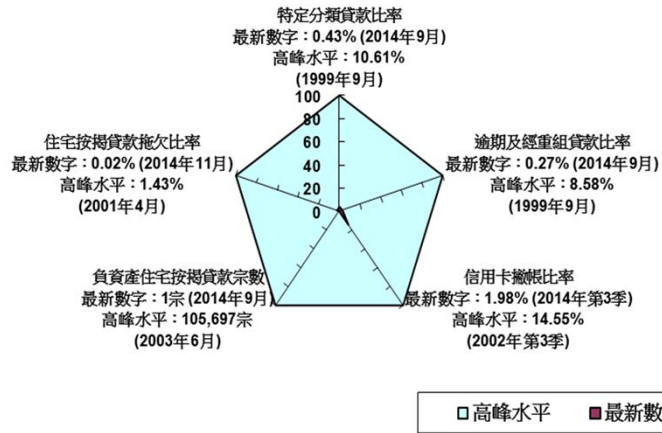 特定分類貸款比率
最新數字：0.43% (2014年9月)
高峰水平：10.61%
(1999年9月)
100
80
60
40
20
0
住宅按揭貸款拖欠比率
最新數字：0.02% (2014年11月)
高峰水平：1.43%
(2001年4月)
逾期及經重組貸款比率
最新數字：0.27% (2014年9月)
高峰水平：8.58%
(1999年9月)
負資產住宅按揭貸款宗數
最新數字：1宗 (2014年9月)
高峰水平：105,697宗
(2003年6月)
信用卡撇帳比率
最新數字：1.98% (2014年第3季)
高峰水平：14.55%
(2002年第3季)
高峰水平 最新數